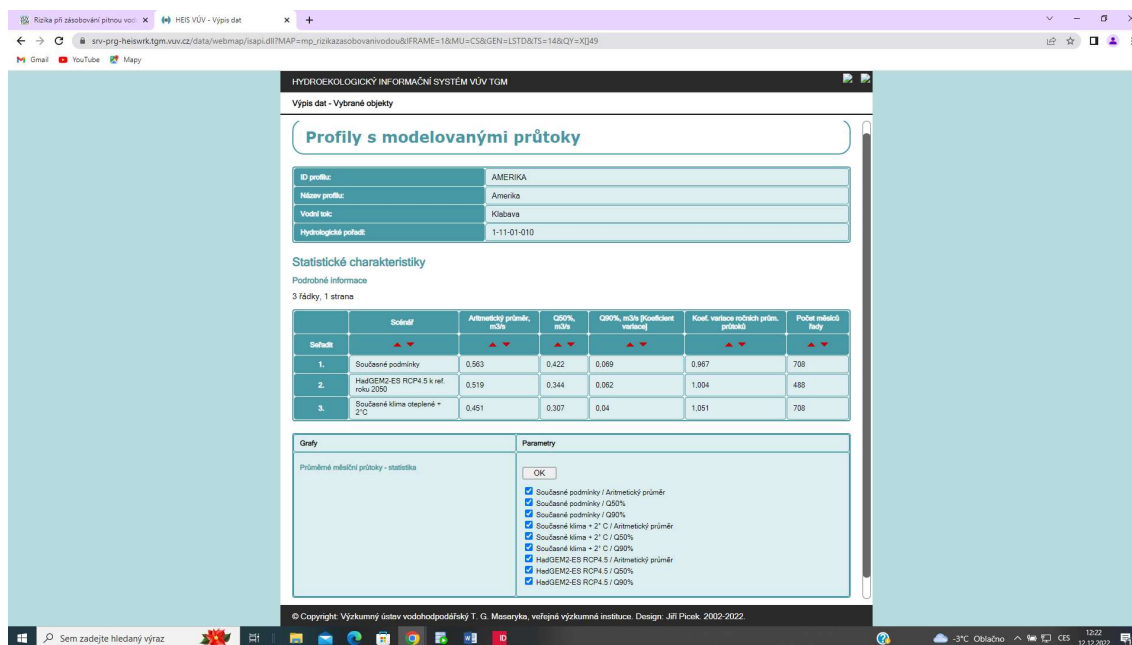 Rizika při zásobování pitnou vod
HEIS VÚV - Výpis dat
srv-prg-heiswrk.tgm.vuv.cz/data/webmap/isapi.dll?MAP=mp_rizikazasobovanivodou&IFRAME=1&MU=CS&GEN=LSTD&TS=14&QY=X[]49
Gmail YouTube Mapy
HYDROEKOLOGICKÝ INFORMAČNÍ SYSTÉM VÚV TGM
Výpis dat - Vybrané objekty
Profily s modelovanými průtoky
ID profilu: AMERIKA
Název profilu: Amerika
Vodní tok: Klabava
Hydrologické pořadí: 1-11-01-010
Statistické charakteristiky
Podrobné informace
3 řádky, 1 strana
Scénář Aritmetický průměr, m3/s Q50%, m3/s Q90%, m3/s [Koeficient variace] Koef. variace ročních prům. průtoků Počet měsíců řady
Seřadit
1. Současné podmínky 0,563 0,422 0,069 0,967 708
2. HadGEM2-ES RCP4.5 k ref. roku 2050 0,519 0,344 0,062 1,004 488
3. Současné klima oteplené + 2°C 0,451 0,307 0,04 1,051 708
Grafy Parametry
Průměrné měsíční průtoky - statistika
OK
Současné podmínky / Aritmetický průměr
Současné podmínky / Q50%
Současné podmínky / Q90%
Současné klima + 2° C / Aritmetický průměr
Současné klima + 2° C / Q50%
Současné klima + 2° C / Q90%
HadGEM2-ES RCP4.5 / Aritmetický průměr
HadGEM2-ES RCP4.5 / Q50%
HadGEM2-ES RCP4.5 / Q90%
© Copyright: Výzkumný ústav vodohodpodářský T. G. Masaryka, veřejná výzkumná instituce. Design: Jiří Picek. 2002-2022.
Sem zadejte hledaný výraz
-3°C Oblačno CES 12:22
12.12.2022